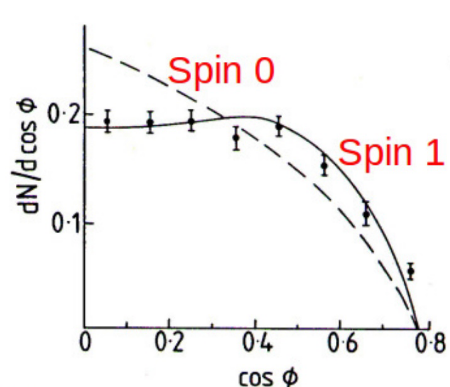 Spin 0
0·2
Spin 1
dN/dcos ϕ
0·1
0 0·2 0·4 0·6 0·8
cos ϕ